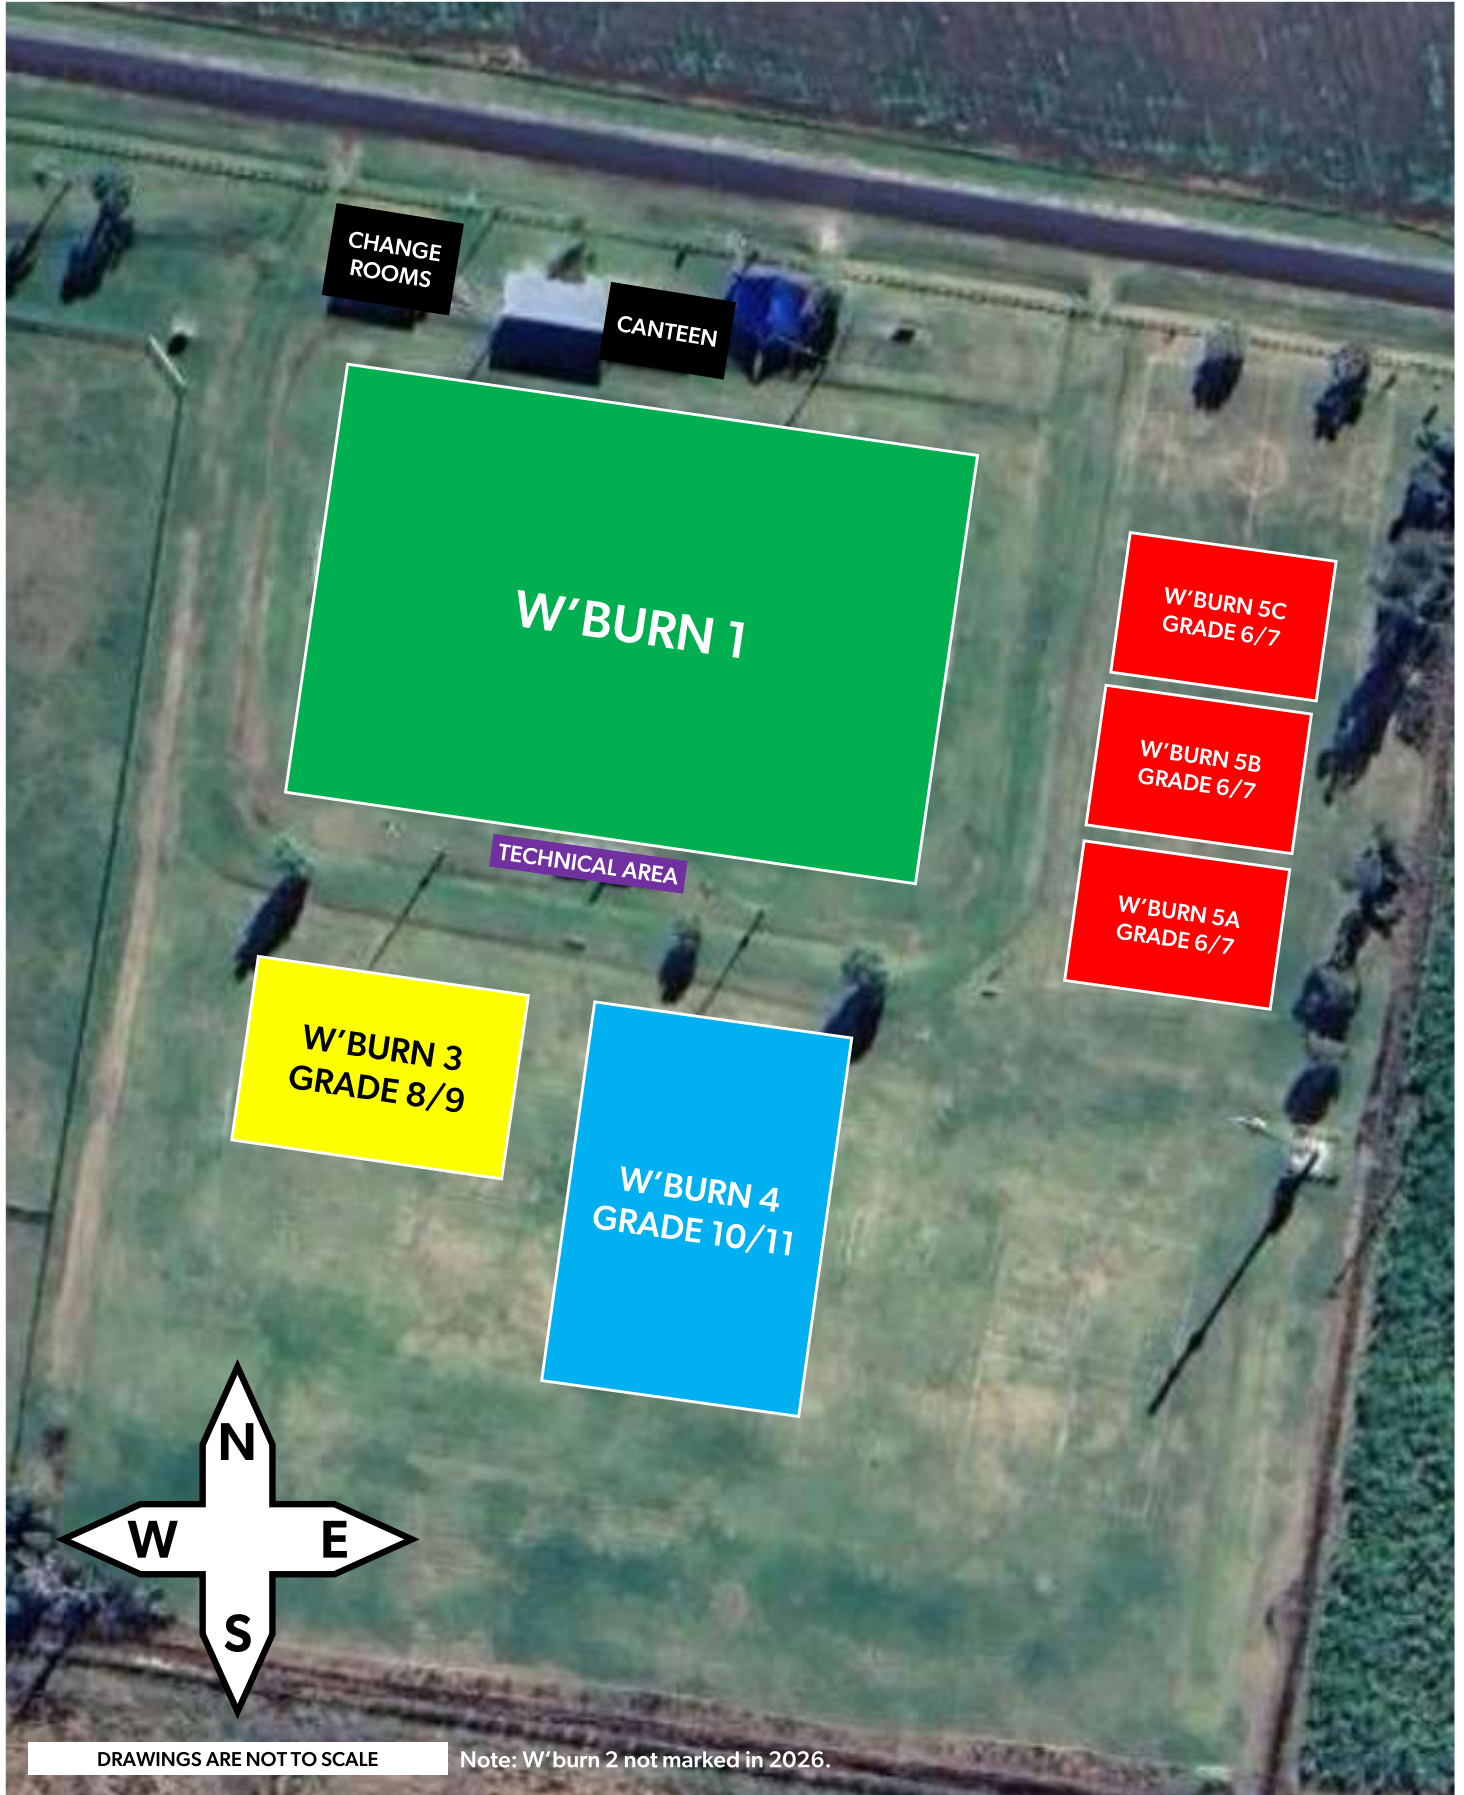 CHANGE
ROOMS
CANTEEN
W’BURN 1
W’BURN 5C
GRADE 6/7
W’BURN 5B
GRADE 6/7
TECHNICAL AREA
W’BURN 5A
GRADE 6/7
W’BURN 3
GRADE 8/9
W’BURN 4
GRADE 10/11
N
W E
S
DRAWINGS ARE NOT TO SCALE
Note: W’burn 2 not marked in 2026.